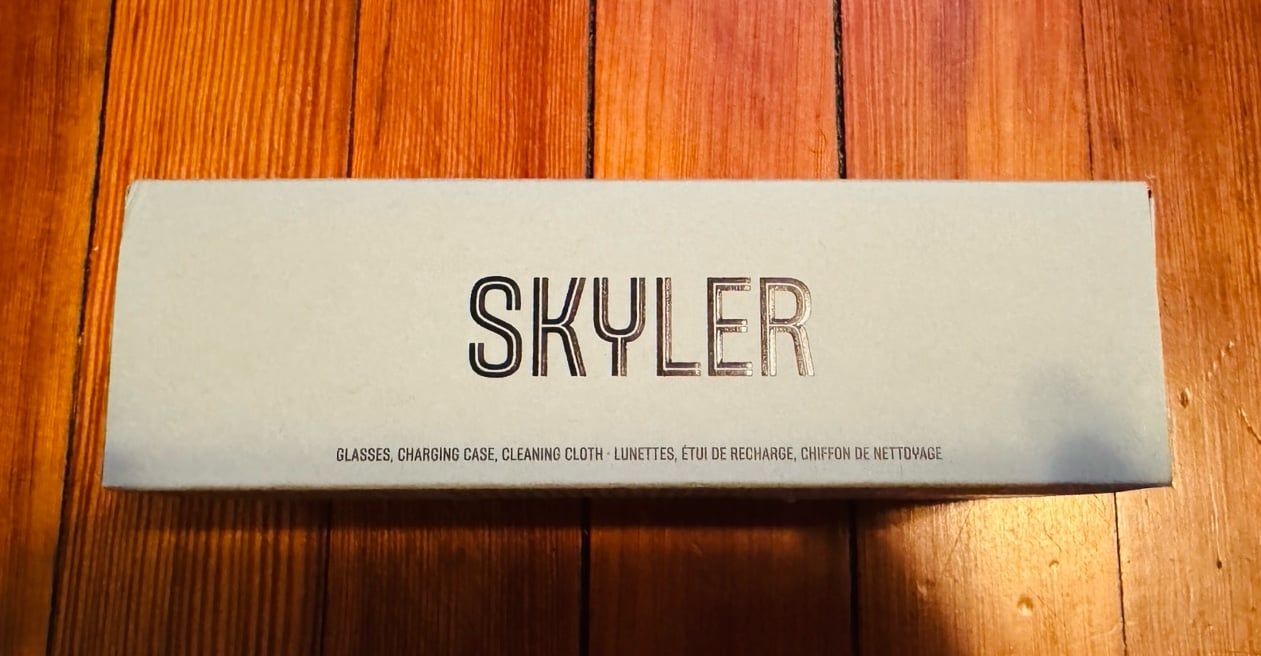 SKYLER
GLASSES, CHARGING CASE, CLEANING CLOTH · LUNETTES, ÉTUI DE RECHARGE, CHIFFON DE NETTOYAGE